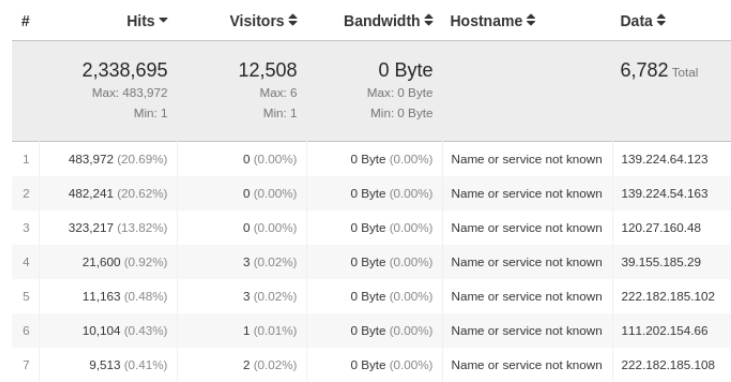 # Hits Visitors Bandwidth Hostname Data
2,338,695 12,508 0 Byte 6,782 Total
Max: 483,972 Max: 6 Max: 0 Byte
Min: 1 Min: 1 Min: 0 Byte
1 483,972 (20.69%) 0 (0.00%) 0 Byte (0.00%) Name or service not known 139.224.64.123
2 482,241 (20.62%) 0 (0.00%) 0 Byte (0.00%) Name or service not known 139.224.54.163
3 323,217 (13.82%) 0 (0.00%) 0 Byte (0.00%) Name or service not known 120.27.160.48
4 21,600 (0.92%) 3 (0.02%) 0 Byte (0.00%) Name or service not known 39.155.185.29
5 11,163 (0.48%) 3 (0.02%) 0 Byte (0.00%) Name or service not known 222.182.185.102
6 10,104 (0.43%) 1 (0.01%) 0 Byte (0.00%) Name or service not known 111.202.154.66
7 9,513 (0.41%) 2 (0.02%) 0 Byte (0.00%) Name or service not known 222.182.185.108